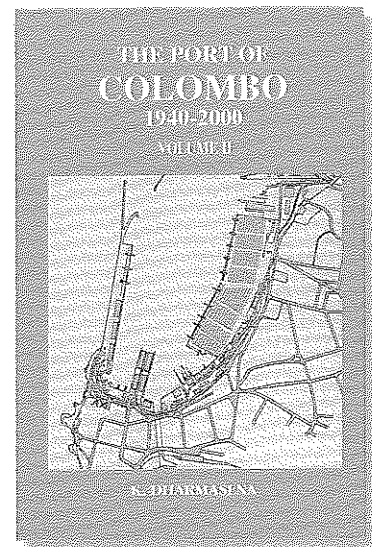 THE PORT OF
COLOMBO
1940-2000
VOLUME II
K. DHARMASENA